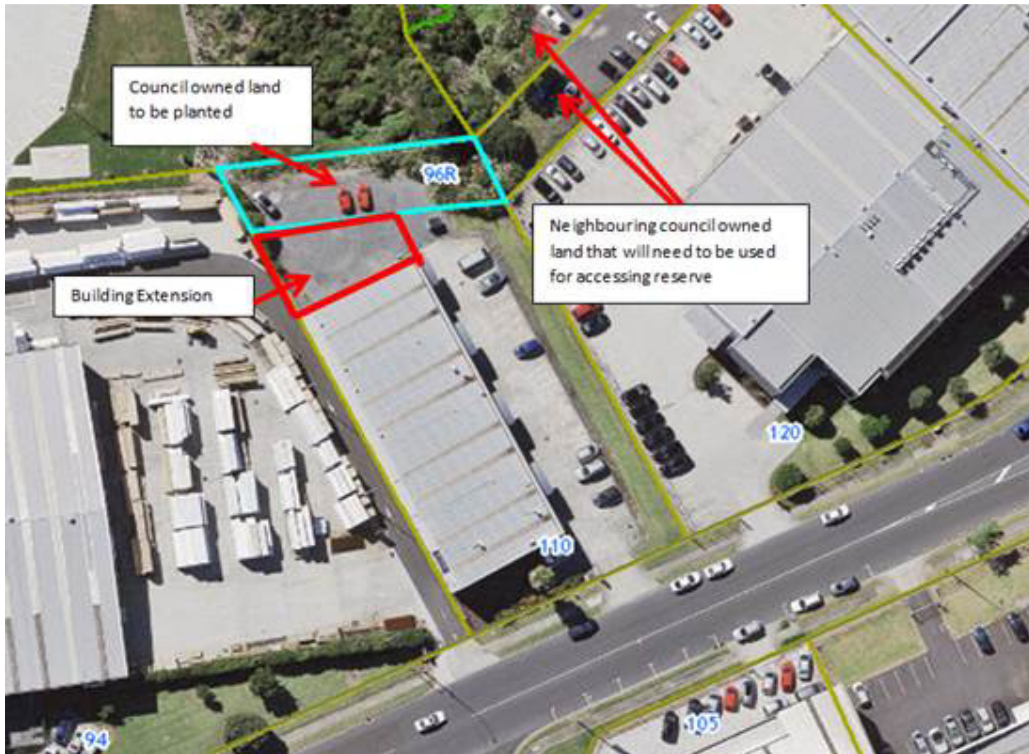 Council owned land
to be planted
96R
Neighbouring council owned
land that will need to be used
for accessing reserve
Building Extension
120
110
105
94